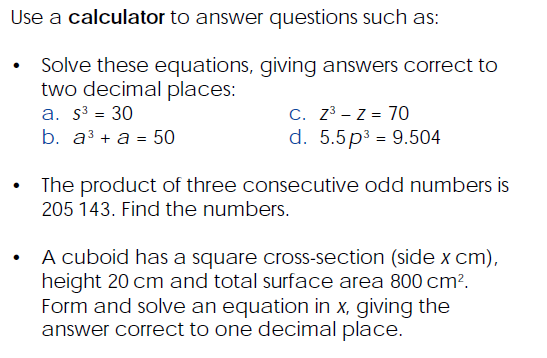 Use a calculator to answer questions such as:
• Solve these equations, giving answers correct to
two decimal places:
a. s³ = 30
c. z³ – z = 70
b. a³ + a = 50
d. 5.5p³ = 9.504
• The product of three consecutive odd numbers is
205 143. Find the numbers.
• A cuboid has a square cross-section (side x cm),
height 20 cm and total surface area 800 cm².
Form and solve an equation in x, giving the
answer correct to one decimal place.